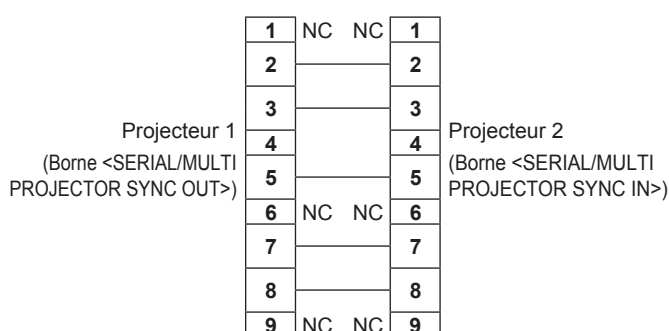 1 NC NC 1
2 2
3 3
Projecteur 1
(Borne <SERIAL/MULTI
PROJECTOR SYNC OUT>)
4 4
Projecteur 2
(Borne <SERIAL/MULTI
PROJECTOR SYNC IN>)
5 5
6 NC NC 6
7 7
8 8
9 NC NC 9